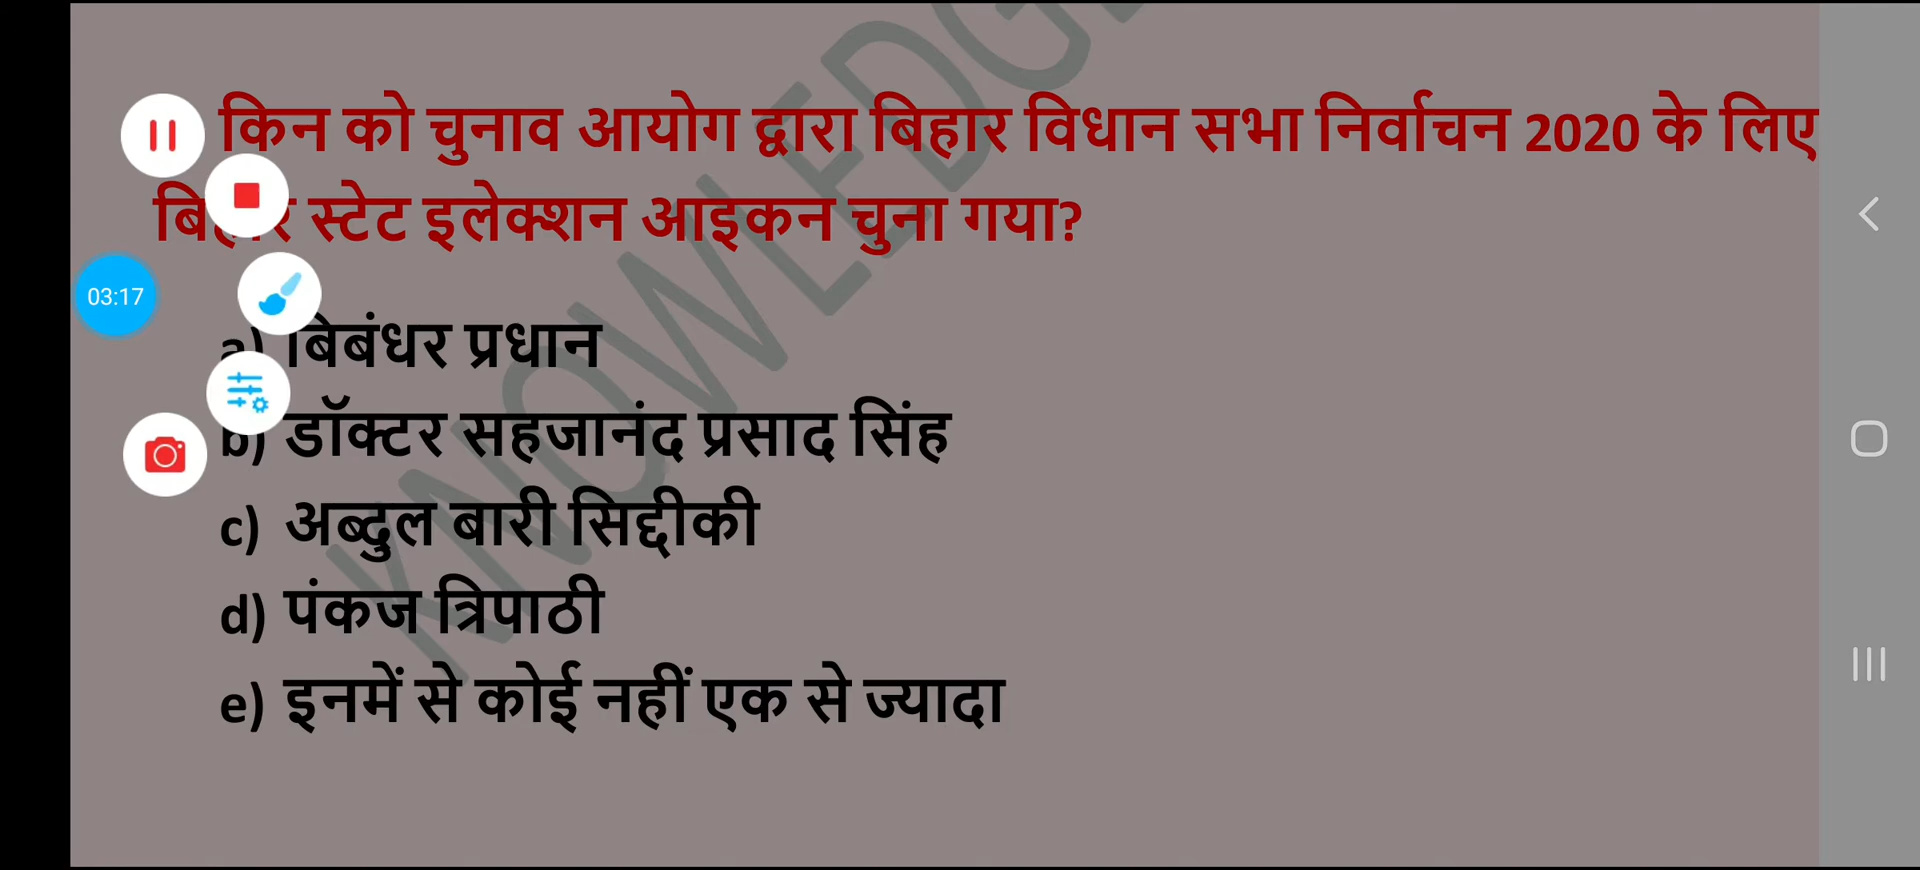 किन को चुनाव आयोग द्वारा बिहार विधान सभा निर्वाचन 2020 के लिए
बिहार स्टेट इलेक्शन आइकन चुना गया?
03:17
a) बिबंधर प्रधान
b) डॉक्टर सहजानंद प्रसाद सिंह
c) अब्दुल बारी सिद्दीकी
d) पंकज त्रिपाठी
e) इनमें से कोई नहीं एक से ज्यादा
KNOWEDG